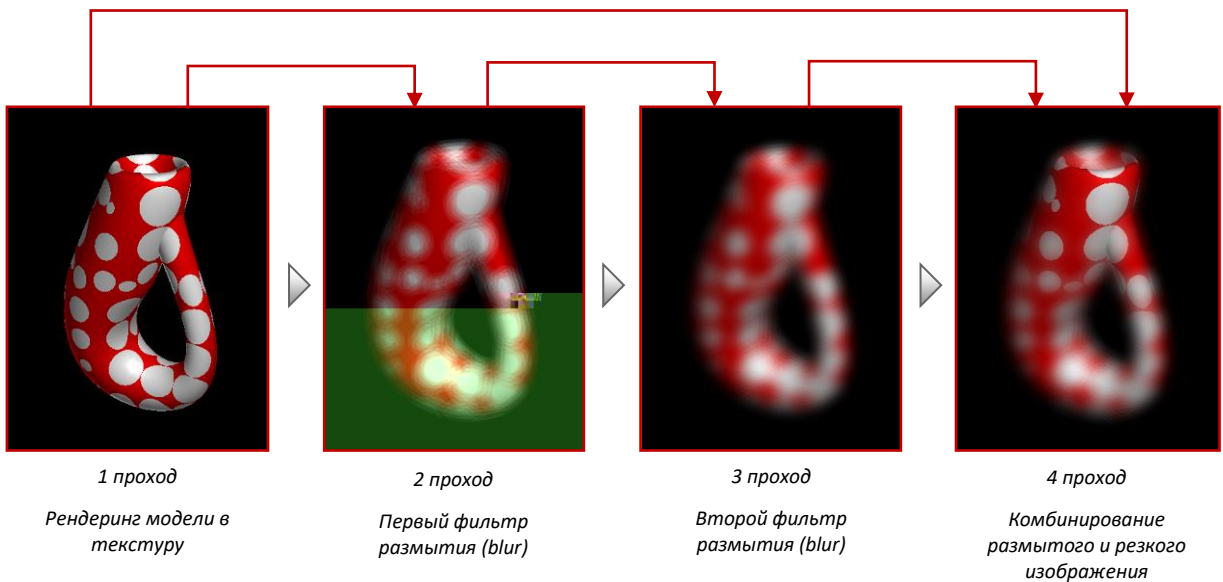 1 проход
Рендеринг модели в
текстуру
2 проход
Первый фильтр
размытия (blur)
3 проход
Второй фильтр
размытия (blur)
4 проход
Комбинирование
размытого и резкого
изображения